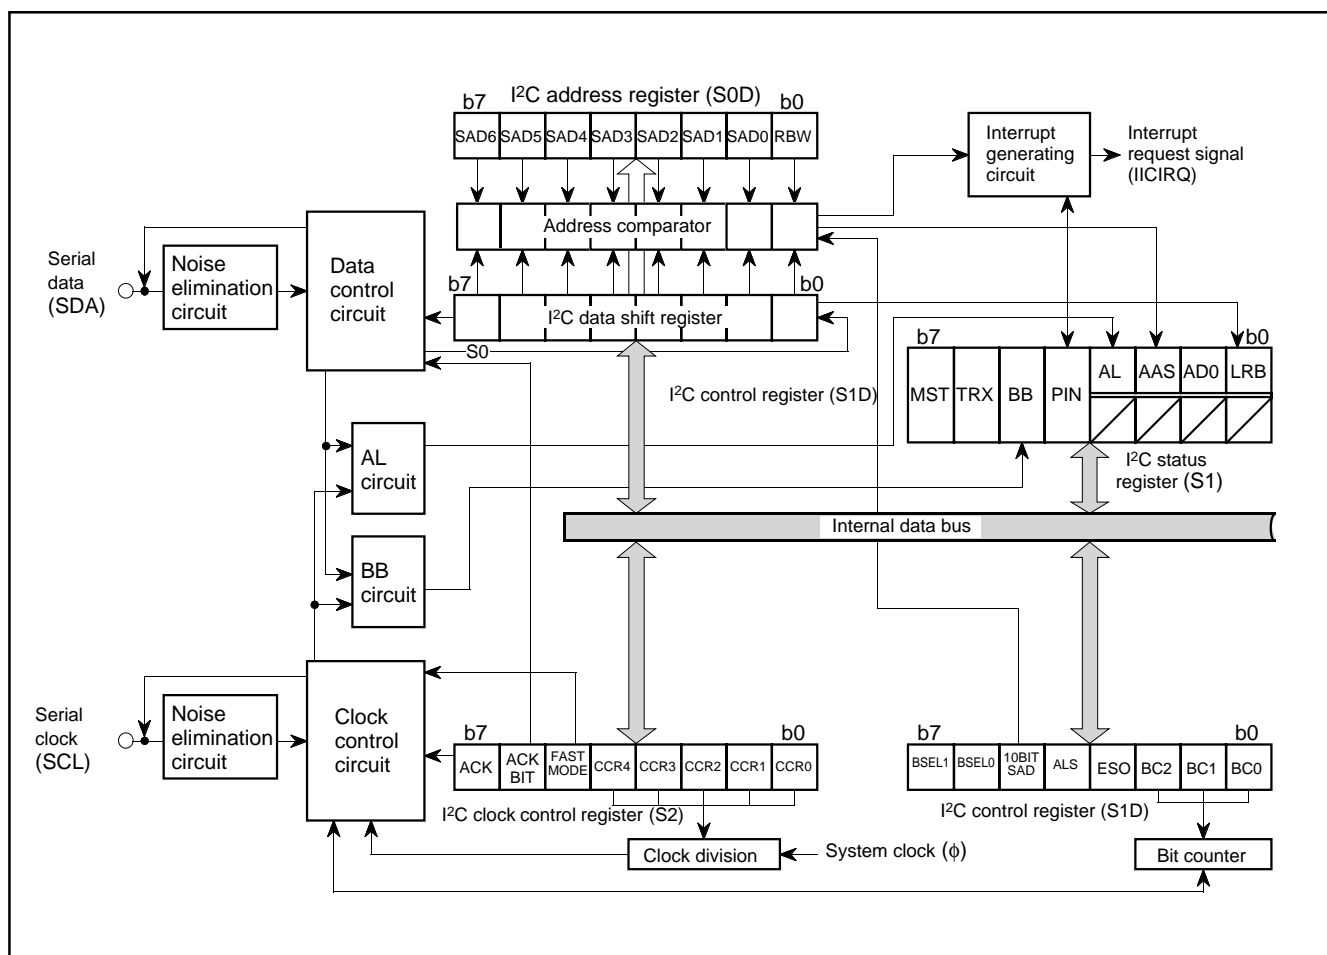 I2C address register (S0D)
b7
b0
SAD6 SAD5 SAD4 SAD3 SAD2 SAD1 SAD0 RBW
Interrupt
generating
circuit
Interrupt
request signal
(IICIRQ)
Address comparator
Serial
data
(SDA)
Noise
elimination
circuit
Data
control
circuit
b7
b0
I2C data shift register
S0
b7
b0
I2C control register (S1D)
MST TRX BB PIN AL AAS AD0 LRB
I2C status
register (S1)
AL
circuit
Internal data bus
BB
circuit
Serial
clock
(SCL)
Noise
elimination
circuit
Clock
control
circuit
b7
b0
ACK ACK BIT FAST MODE CCR4 CCR3 CCR2 CCR1 CCR0
I2C clock control register (S2)
b7
b0
BSEL1 BSEL0 10BIT SAD ALS ESO BC2 BC1 BC0
I2C control register (S1D)
Clock division
System clock (ϕ)
Bit counter